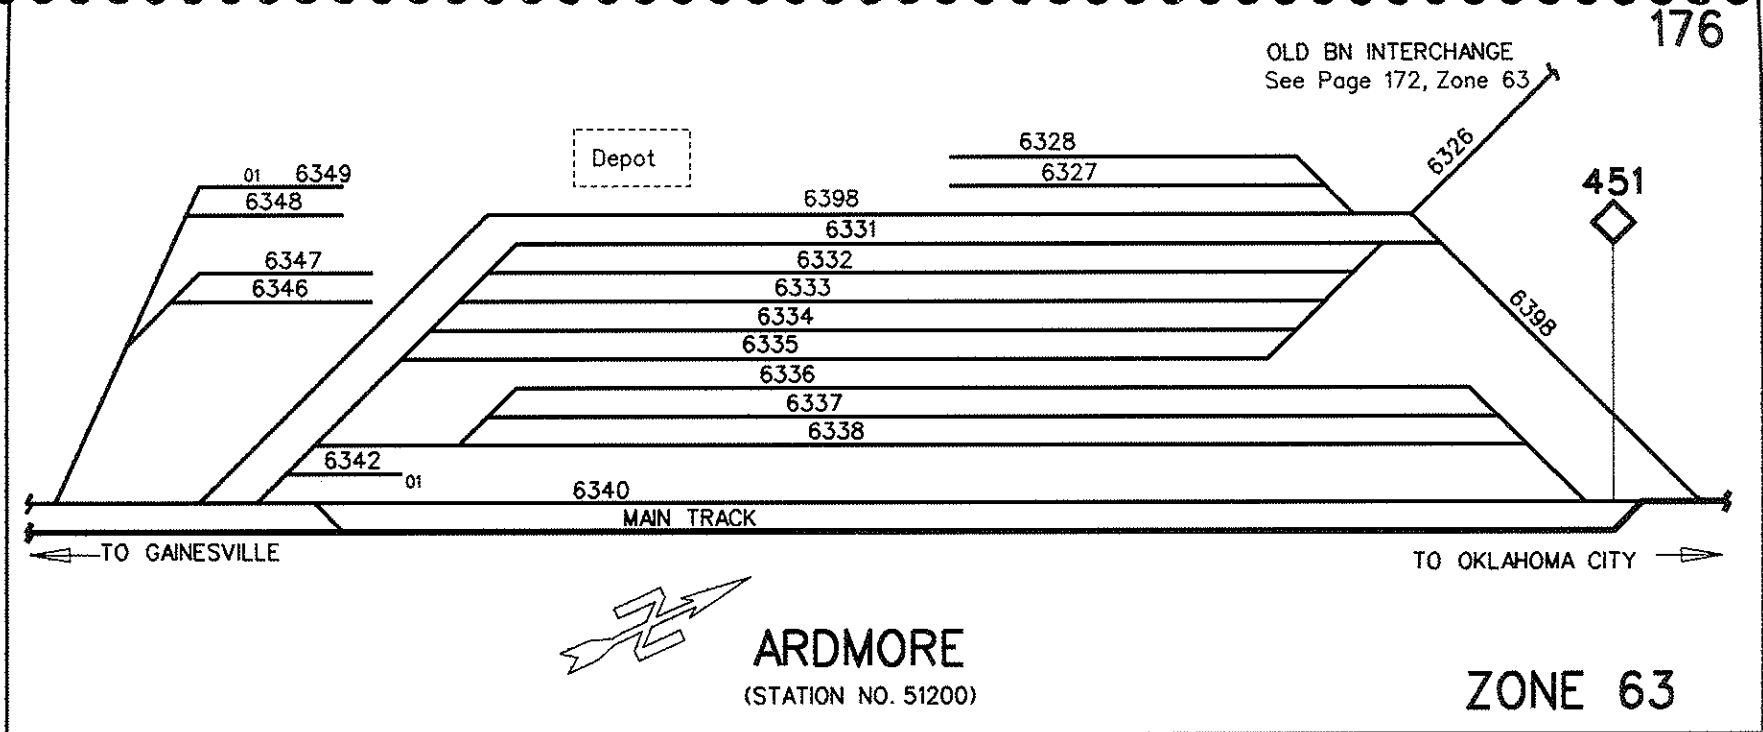 176
OLD BN INTERCHANGE
See Page 172, Zone 63
6326
451
Depot
6328
6327
01 6349
6348
6398
6331
6347
6332
6346
6333
6334
6398
6335
6336
6337
6338
6342
01
6340
MAIN TRACK
TO GAINESVILLE
TO OKLAHOMA CITY
N
ARDMORE
(STATION NO. 51200)
ZONE 63